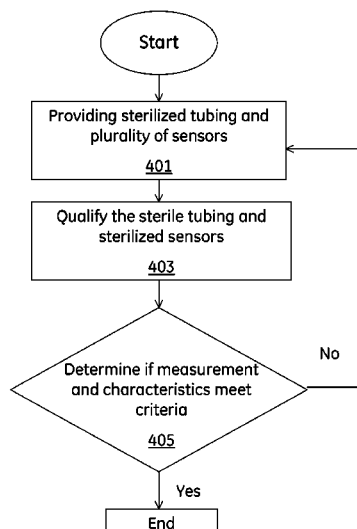 Start
Providing sterilized tubing and
plurality of sensors
401
Qualify the sterile tubing and
sterilized sensors
403
Determine if measurement
and characteristics meet
criteria
405
No
Yes
End